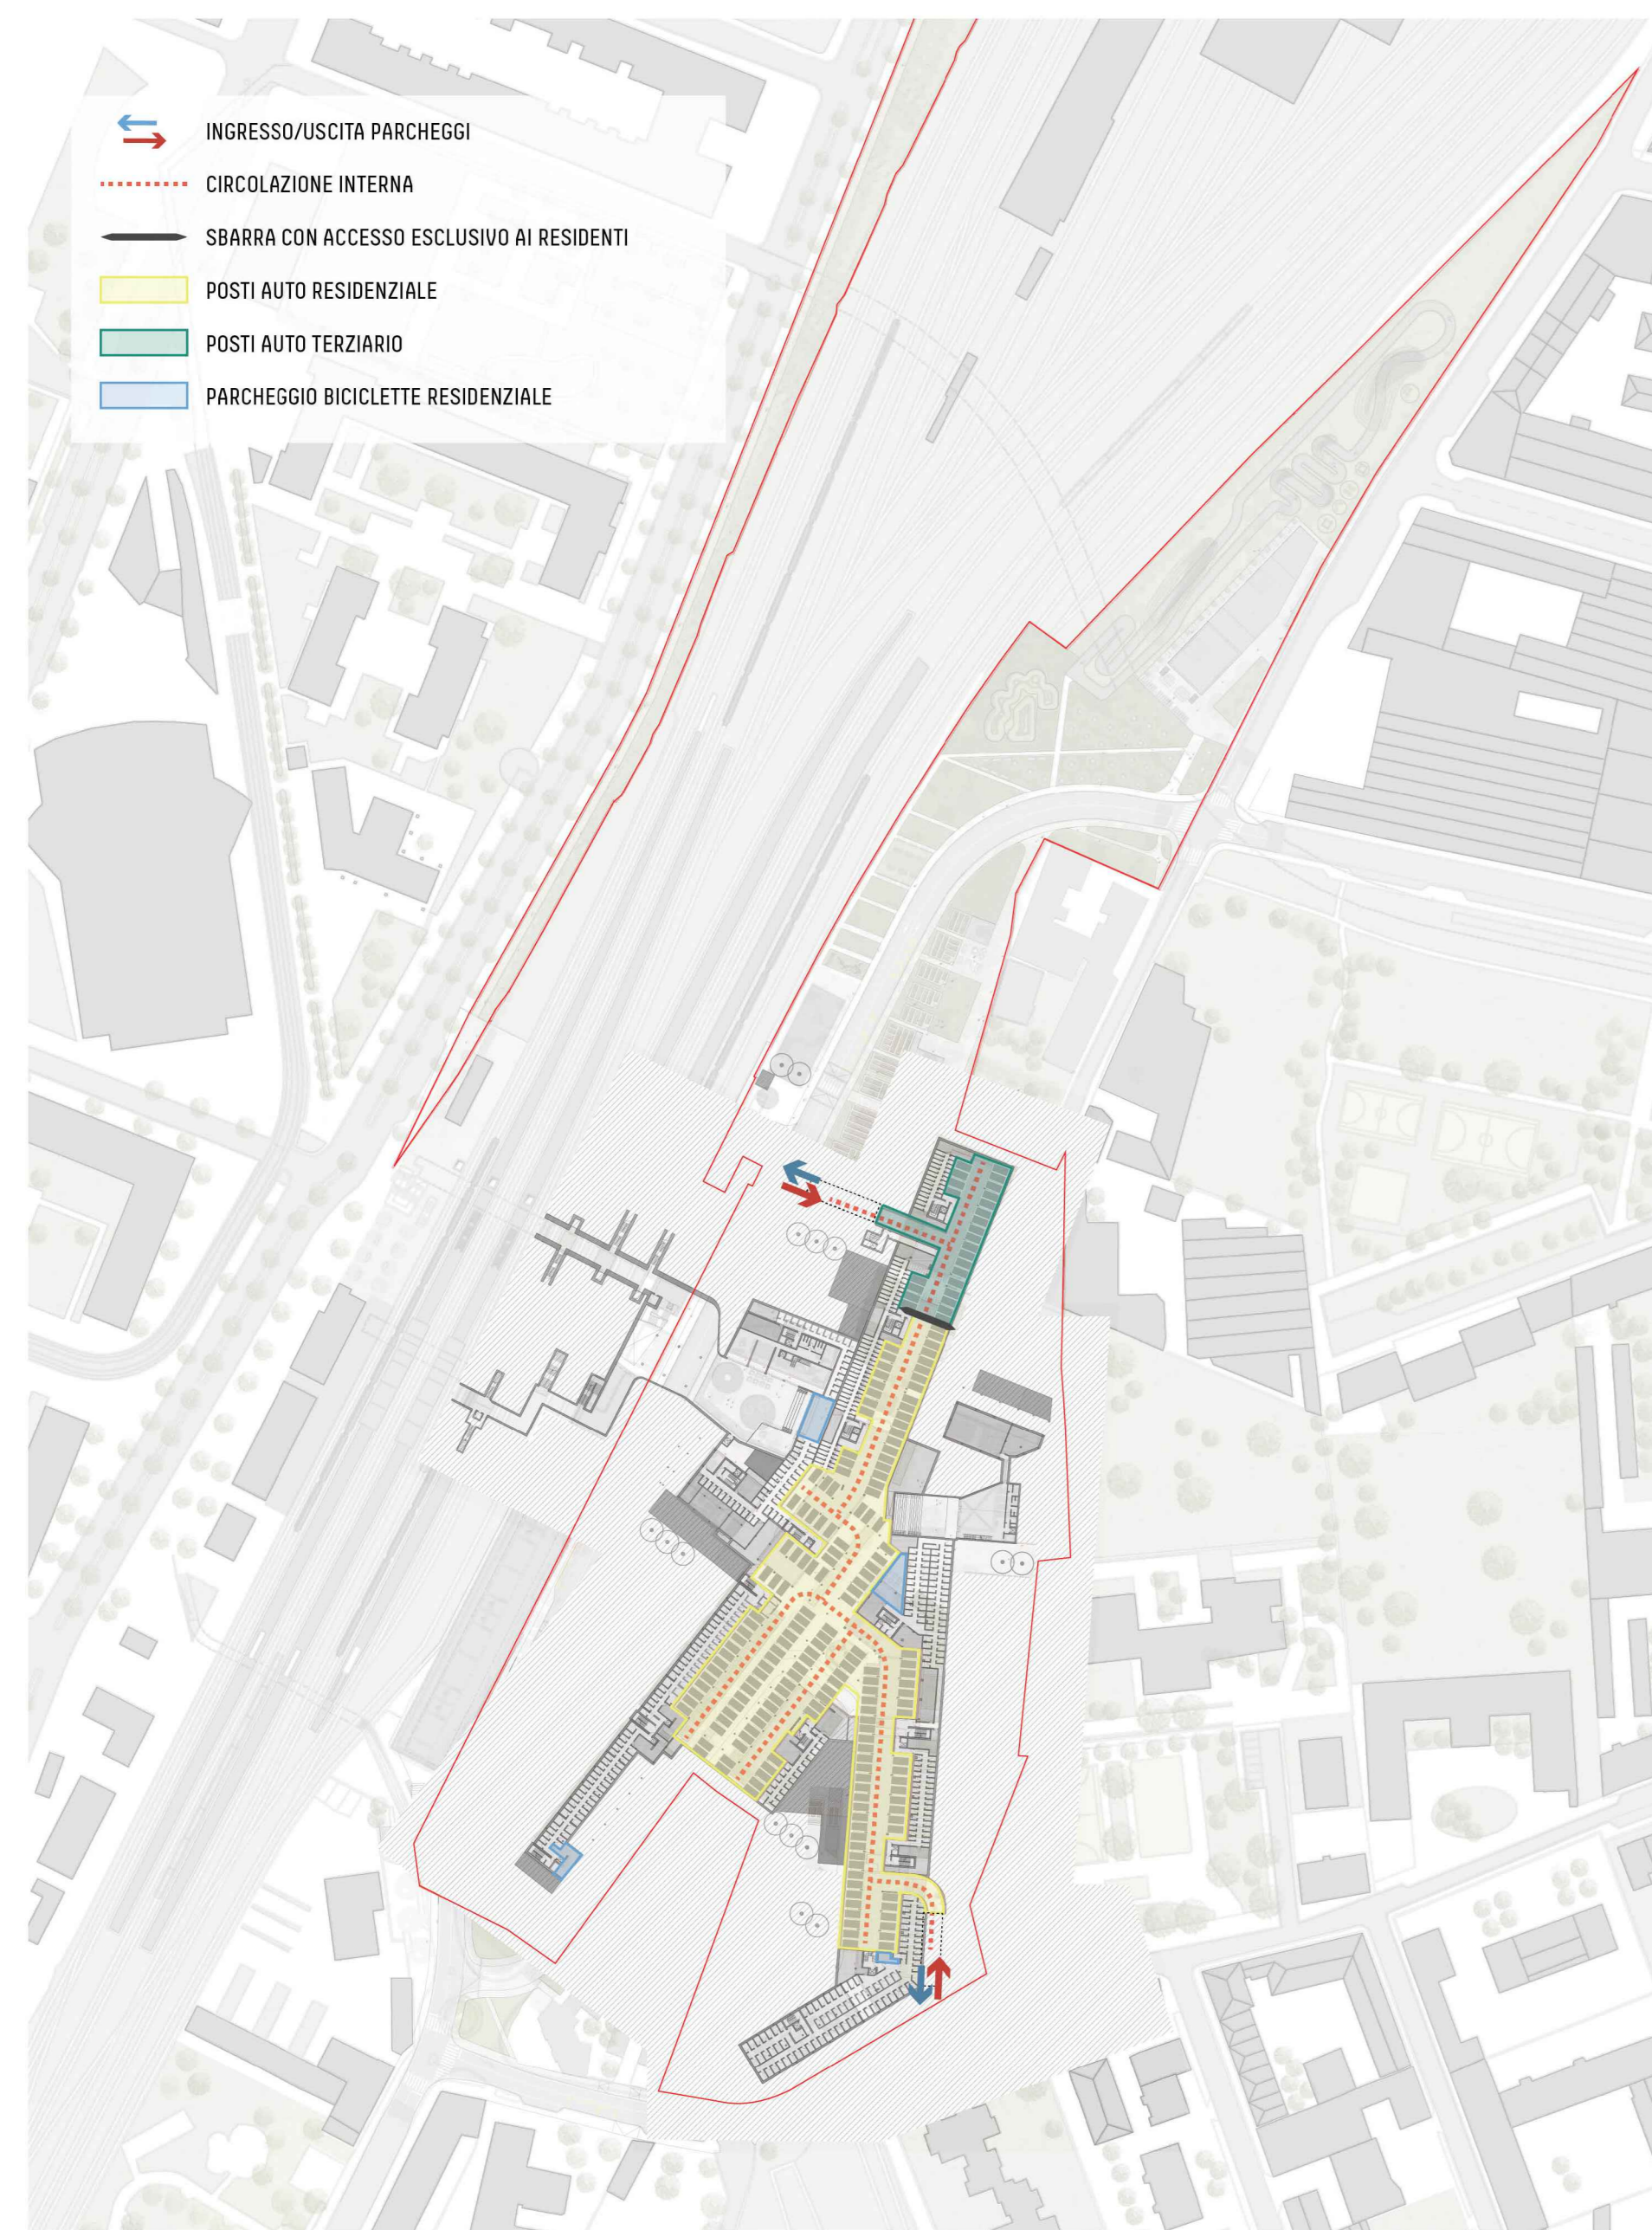 INGRESSO/USCITA PARCHEGGI
CIRCOLAZIONE INTERNA
SBARRA CON ACCESSO ESCLUSIVO AI RESIDENTI
POSTI AUTO RESIDENZIALE
POSTI AUTO TERZIARIO
PARCHEGGIO BICICLETTE RESIDENZIALE